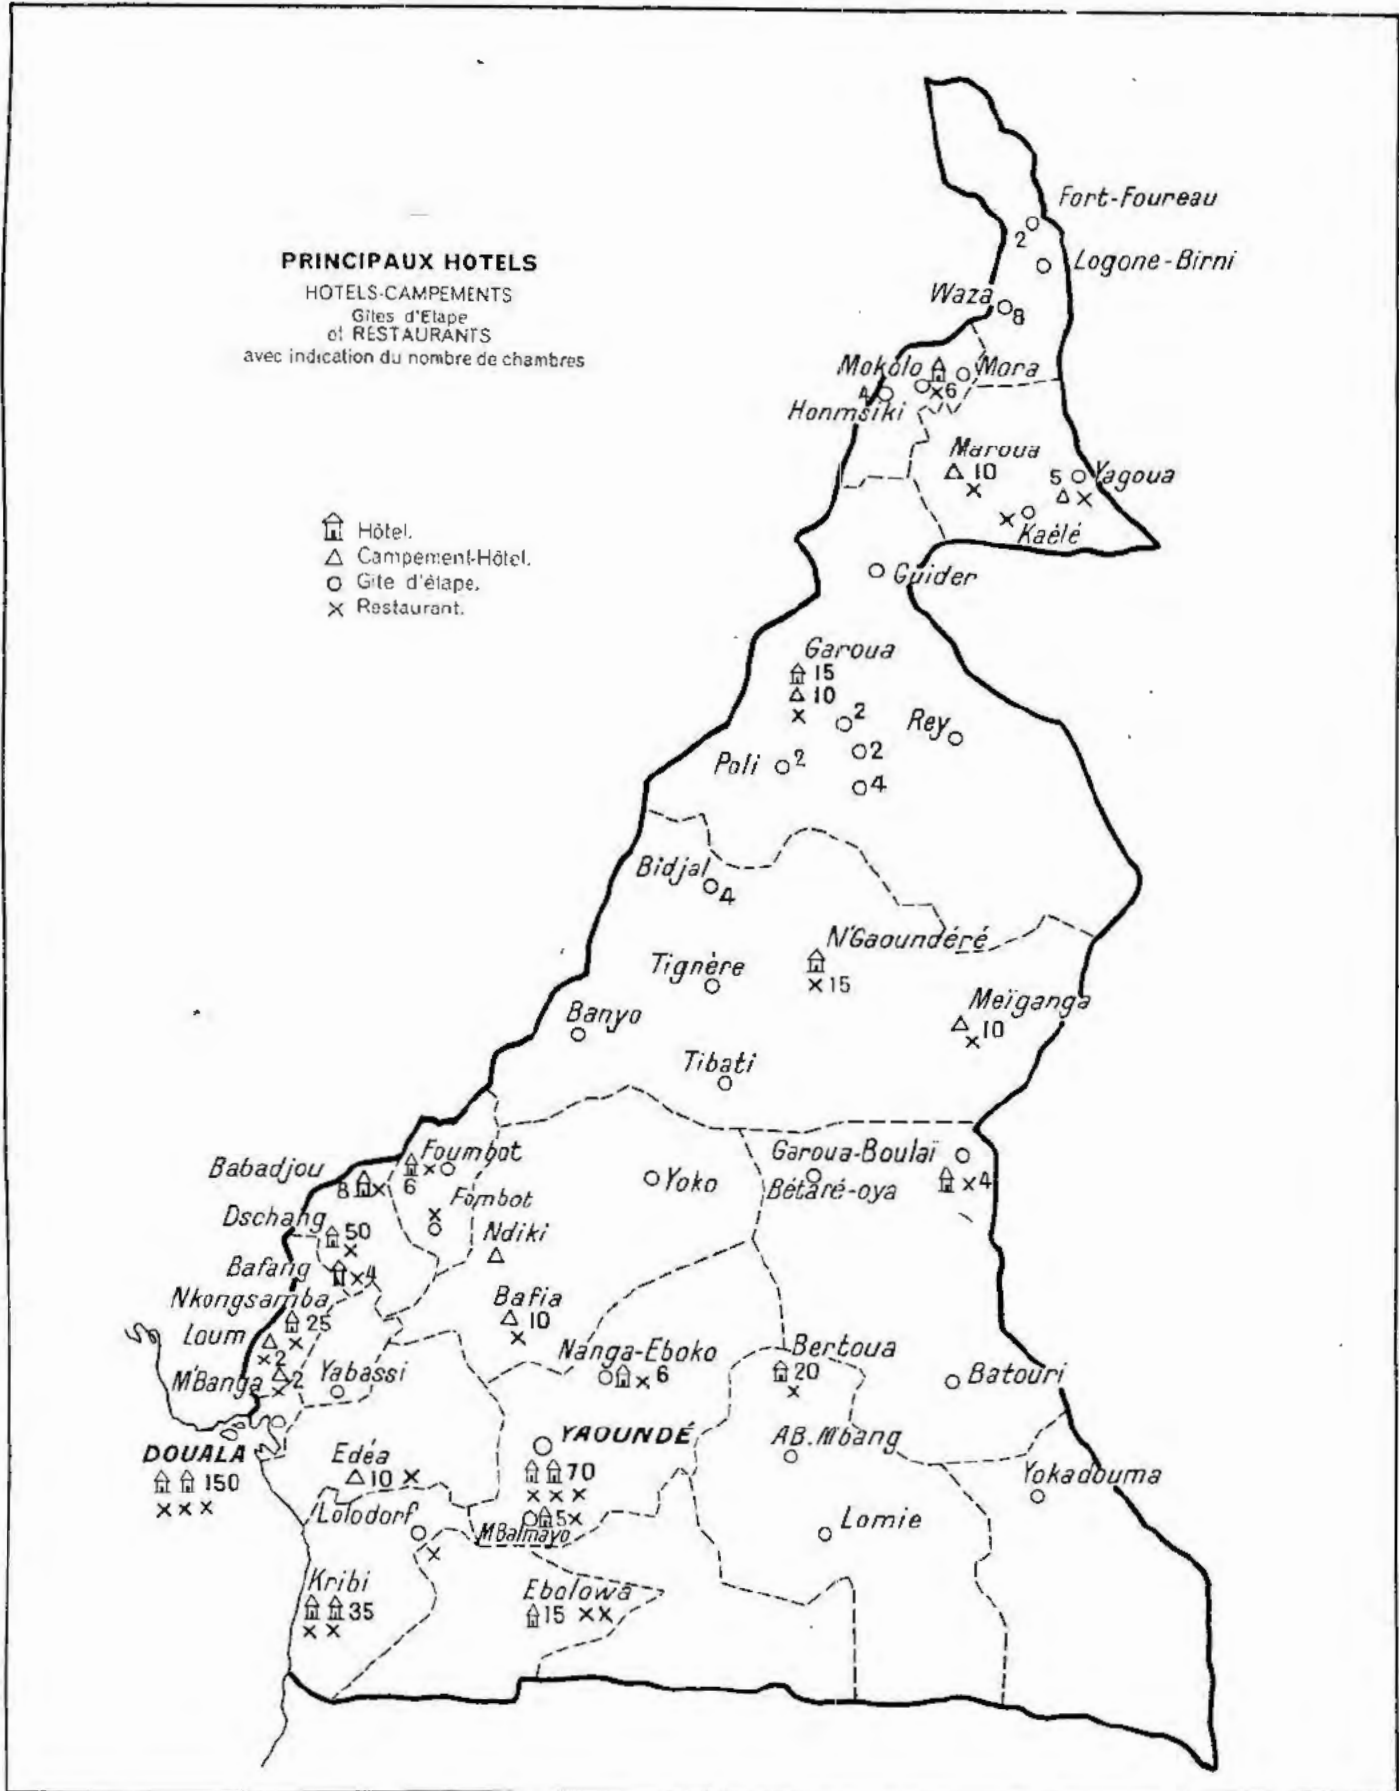 PRINCIPAUX HOTELS
HOTELS-CAMPEMENTS
Gîtes d'Etape
et RESTAURANTS
avec indication du nombre de chambres
Hôtel.
Campement-Hôtel.
Gîte d'étape.
Restaurant.
Fort-Foureau
2
Logone-Birni
Waza
8
Mokolo
Mora
6
4
Honmsiki
Maroua
10
5
Yagoua
Kaélé
Guider
Garoua
15
10
2
Rey
2
Poli
2
4
Bidjal
4
N'Gaoundéré
15
Tignère
Meïganga
10
Banyo
Tibati
Foumbot
6
Babadjou
8
Garoua-Boulaï
4
Yoko
Bétaré-oya
Fombot
Dschang
50
Ndiki
Bafang
4
Nkongsamba
25
Bafia
10
Loum
2
Nanga-Eboko
6
Bertoua
20
M'Banga
2
Yabassi
Batouri
YAOUNDÉ
70
DOUALA
150
AB. M'bang
Edéa
10
Yokadouma
Lolodorf
MBalmayo
5
Lomie
Kribi
35
Ebolowa
15